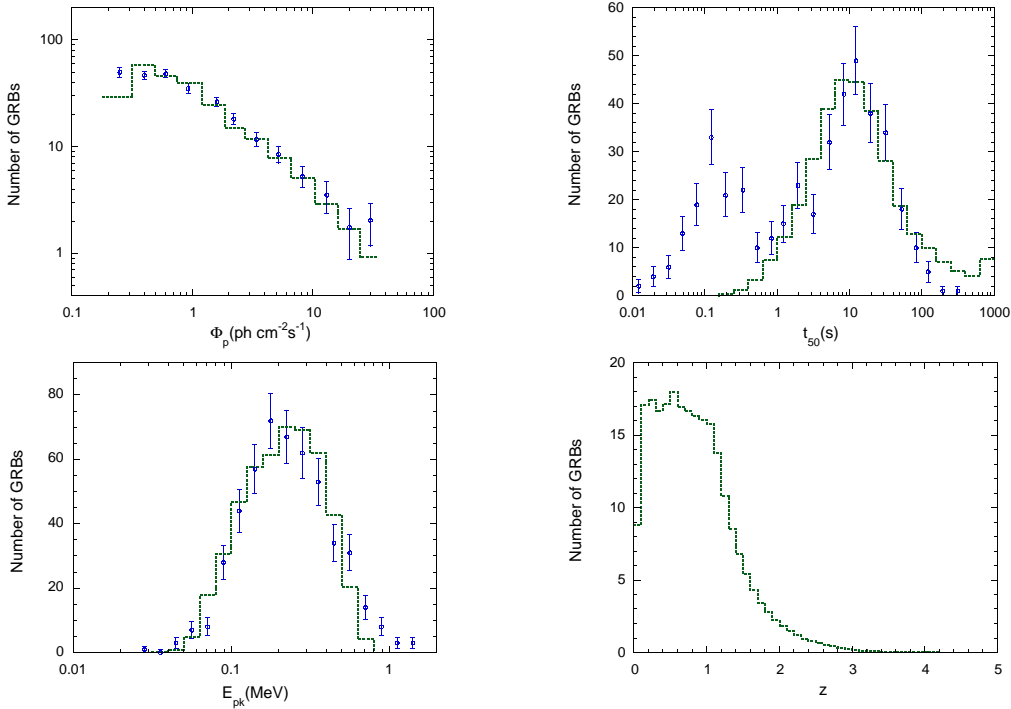 100
10
1
0.1 1 10 100
Number of GRBs
Φp(ph cm-2s-1)
60
50
40
30
20
10
0
0.01 0.1 1 10 100 1000
Number of GRBs
t50(s)
80
60
40
20
0
0.01 0.1 1
Number of GRBs
Epk(MeV)
20
15
10
5
0
0 1 2 3 4 5
Number of GRBs
z